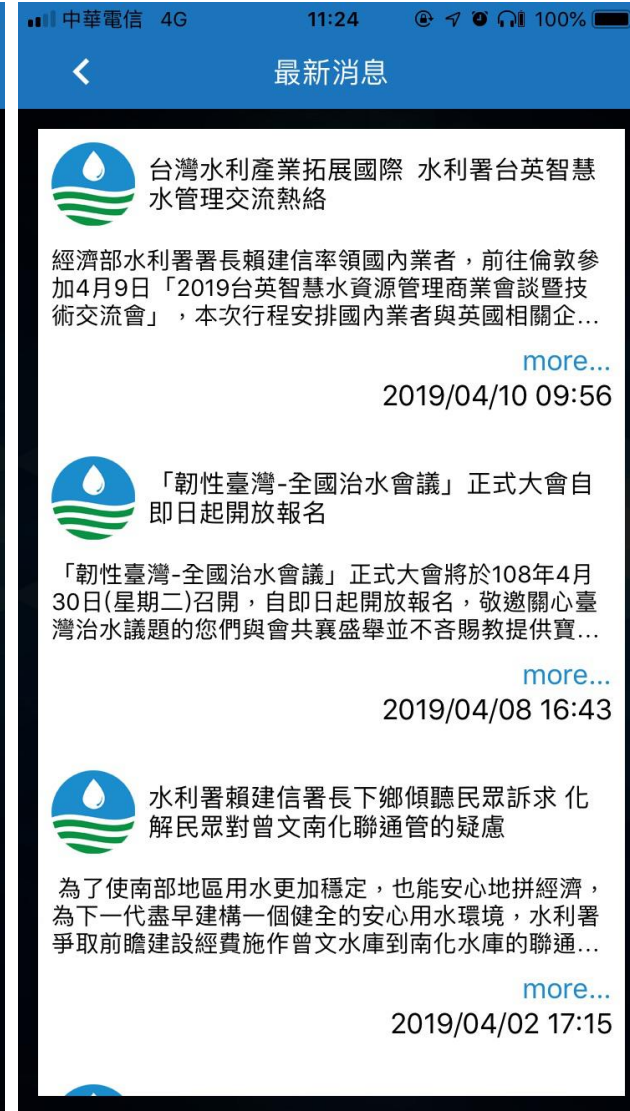 中華電信 4G 11:24 100%
最新消息
台灣水利產業拓展國際 水利署台英智慧
水管理交流熱絡
經濟部水利署署長賴建信率領國內業者，前往倫敦參
加4月9日「2019台英智慧水資源管理商業會談暨技
術交流會」，本次行程安排國內業者與英國相關企...
more...
2019/04/10 09:56
「韌性臺灣-全國治水會議」正式大會自
即日起開放報名
「韌性臺灣-全國治水會議」正式大會將於108年4月
30日(星期二)召開，自即日起開放報名，敬邀關心臺
灣治水議題的您們與會共襄盛舉並不吝賜教提供寶...
more...
2019/04/08 16:43
水利署賴建信署長下鄉傾聽民眾訴求 化
解民眾對曾文南化聯通管的疑慮
為了使南部地區用水更加穩定，也能安心地拼經濟，
為下一代盡早建構一個健全的安心用水環境，水利署
爭取前瞻建設經費施作曾文水庫到南化水庫的聯通...
more...
2019/04/02 17:15